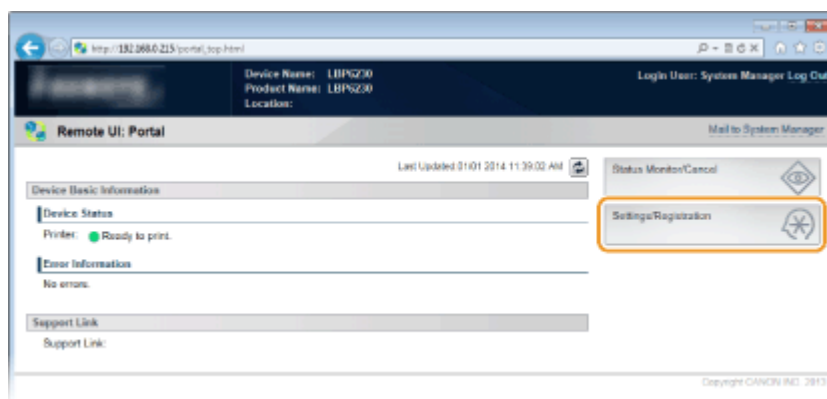 http://192.168.0.215/portal_top.html
Device Name: LBP6230
Product Name: LBP6230
Location:
Login User: System Manager Log Out
Remote UI: Portal
Mail to System Manager
Last Updated 01/01 2014 11:39:02 AM
Status Monitor/Cancel
Device Basic Information
Settings/Registration
Device Status
Printer: Ready to print.
Error Information
No errors.
Support Link
Support Link:
Copyright CANON INC. 2013